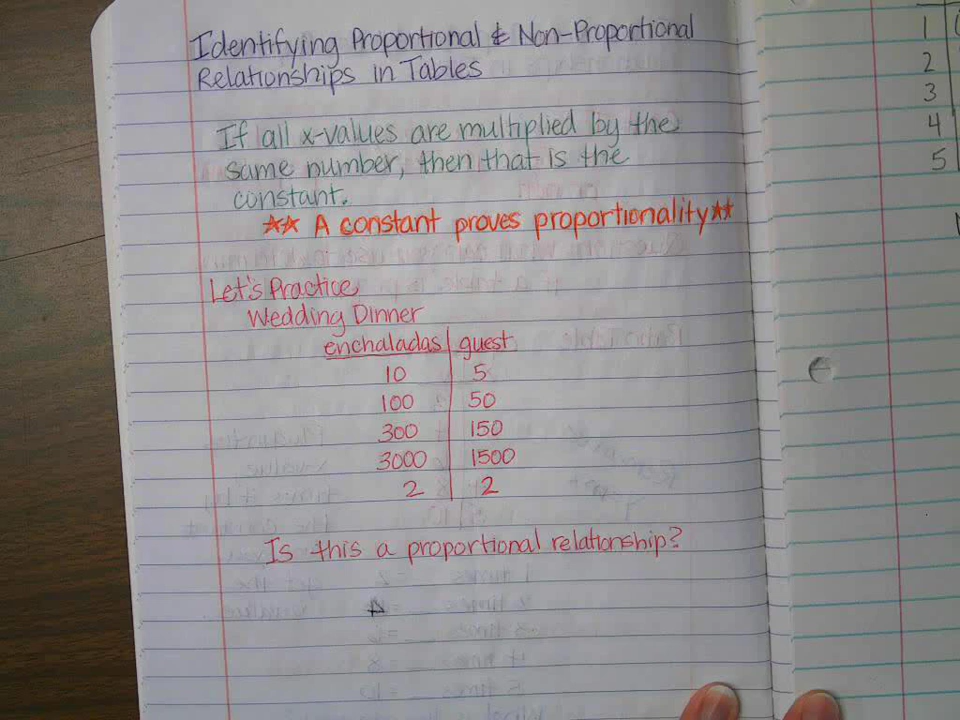 Identifying Proportional & Non-Proportional
Relationships in Tables
If all x-values are multiplied by the
same number, then that is the
constant.
** A constant proves proportionality**
Let's Practice
Wedding Dinner
enchaladas | guest
10 | 5
100 | 50
300 | 150
3000 | 1500
2 | 2
Is this a proportional relationship?
1
2
3
4
5